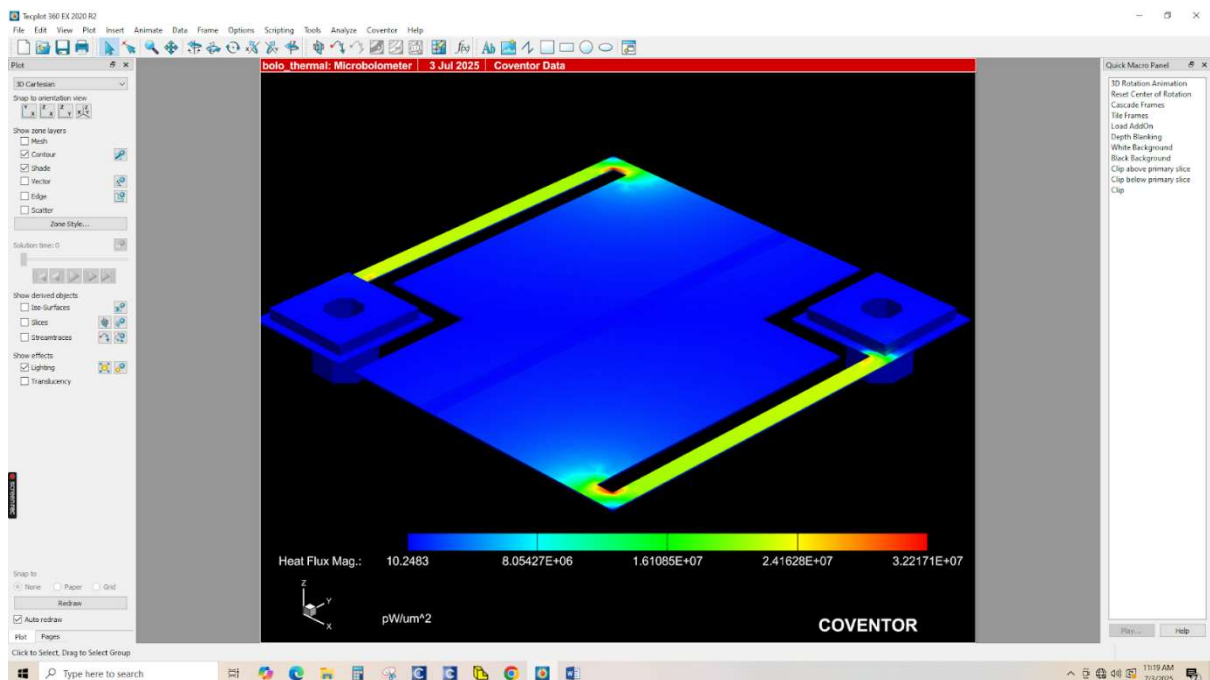 Tecplot 360 EX 2020 R2
File Edit View Plot Insert Animate Data Frame Options Scripting Tools Analyze Coventor Help
Plot
3D Cartesian
Snap to orientation view
Show zone layers
Mesh
Contour
Shade
Vector
Edge
Scatter
Zone Style...
Solution time: 0
Show derived objects
Iso-Surfaces
Slices
Streamtraces
Show effects
Lighting
Translucency
Snap to
None Paper Grid
Redraw
Auto redraw
Plot Pages
Click to Select, Drag to Select Group
bolo_thermal: Microbolometer | 3 Jul 2025 | Coventor Data
Heat Flux Mag.: 10.2483 8.05427E+06 1.61085E+07 2.41628E+07 3.22171E+07
Z
Y
X
pW/um^2
COVENTOR
Quick Macro Panel
3D Rotation Animation
Reset Center of Rotation
Cascade Frames
Tile Frames
Load AddOn
Depth Blanking
White Background
Black Background
Clip above primary slice
Clip below primary slice
Clip
Play... Help
Type here to search
11:19 AM
7/3/2025